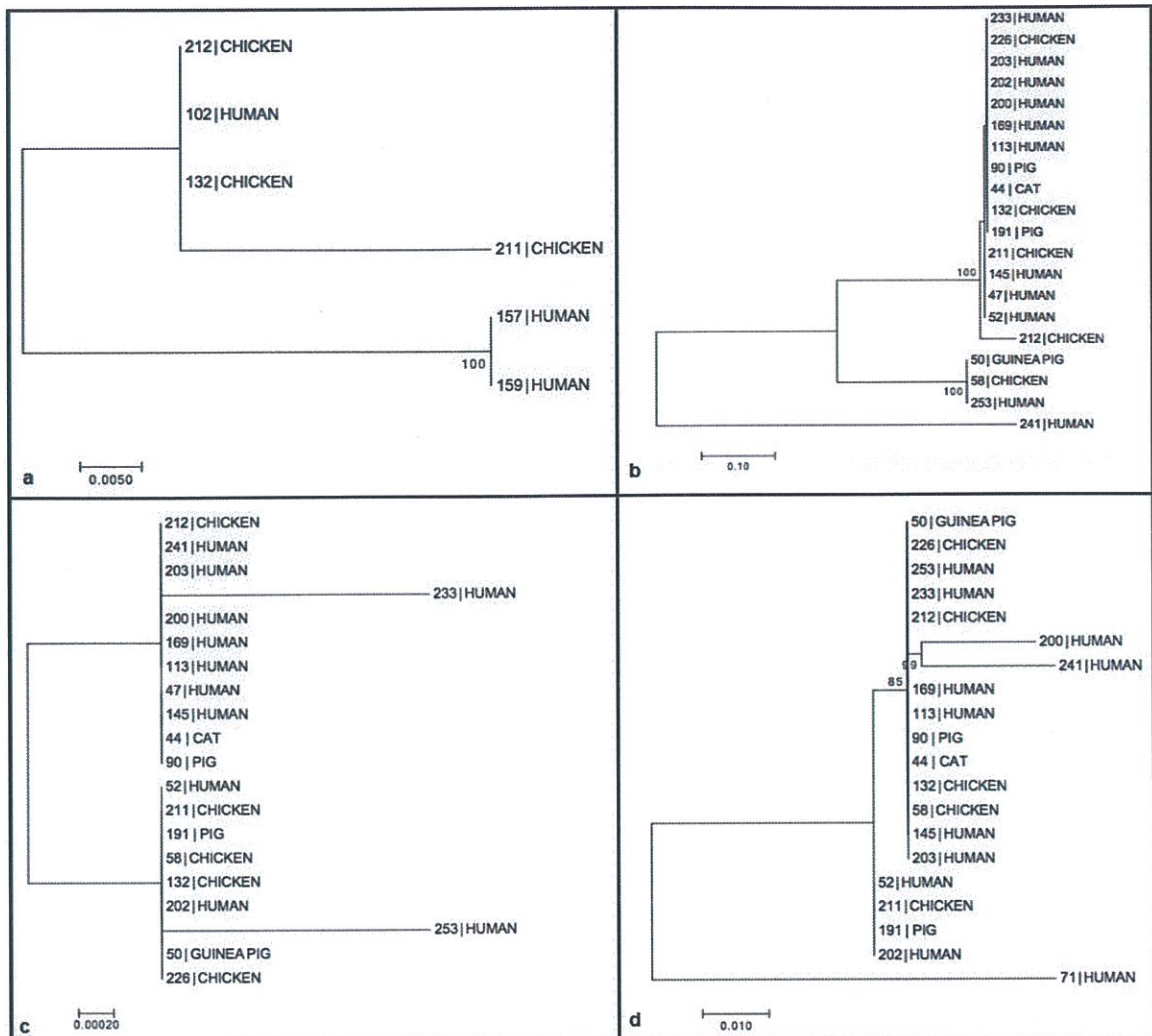 212|CHICKEN
102|HUMAN
132|CHICKEN
211|CHICKEN
157|HUMAN
100
159|HUMAN
a
0.0050
233|HUMAN
226|CHICKEN
203|HUMAN
202|HUMAN
200|HUMAN
169|HUMAN
113|HUMAN
90|PIG
44|CAT
132|CHICKEN
191|PIG
211|CHICKEN
100
145|HUMAN
47|HUMAN
52|HUMAN
212|CHICKEN
50|GUINEA PIG
58|CHICKEN
100
253|HUMAN
241|HUMAN
b
0.10
212|CHICKEN
241|HUMAN
203|HUMAN
233|HUMAN
200|HUMAN
169|HUMAN
113|HUMAN
47|HUMAN
145|HUMAN
44|CAT
90|PIG
52|HUMAN
211|CHICKEN
191|PIG
58|CHICKEN
132|CHICKEN
202|HUMAN
253|HUMAN
50|GUINEA PIG
226|CHICKEN
c
0.00020
50|GUINEA PIG
226|CHICKEN
253|HUMAN
233|HUMAN
212|CHICKEN
200|HUMAN
99
241|HUMAN
85
169|HUMAN
113|HUMAN
90|PIG
44|CAT
132|CHICKEN
58|CHICKEN
145|HUMAN
203|HUMAN
52|HUMAN
211|CHICKEN
191|PIG
202|HUMAN
71|HUMAN
d
0.010